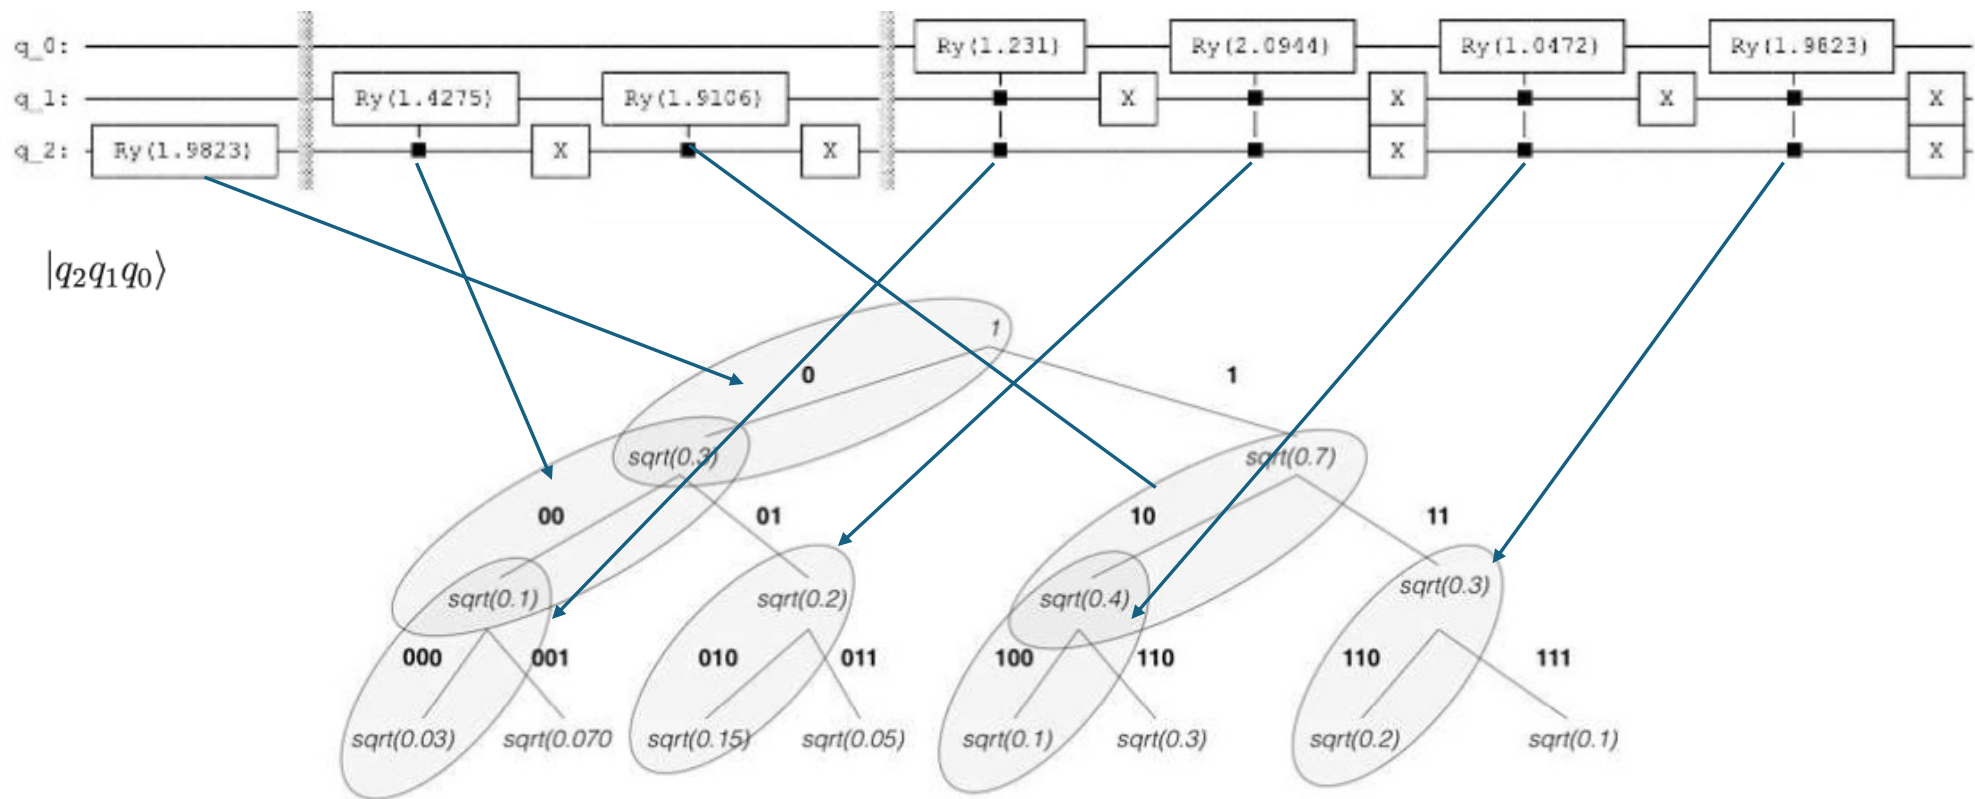 q_0: Ry(1.231) Ry(2.0944) Ry(1.0472) Ry(1.9823)
q_1: Ry(1.4275) Ry(1.9106) X X X X
q_2: Ry(1.9823) X X X X
|q2q1q0⟩
1
0 1
sqrt(0.3) sqrt(0.7)
00 01 10 11
sqrt(0.1) sqrt(0.2) sqrt(0.4) sqrt(0.3)
000 001 010 011 100 110 110 111
sqrt(0.03) sqrt(0.070 sqrt(0.15) sqrt(0.05) sqrt(0.1) sqrt(0.3) sqrt(0.2) sqrt(0.1)